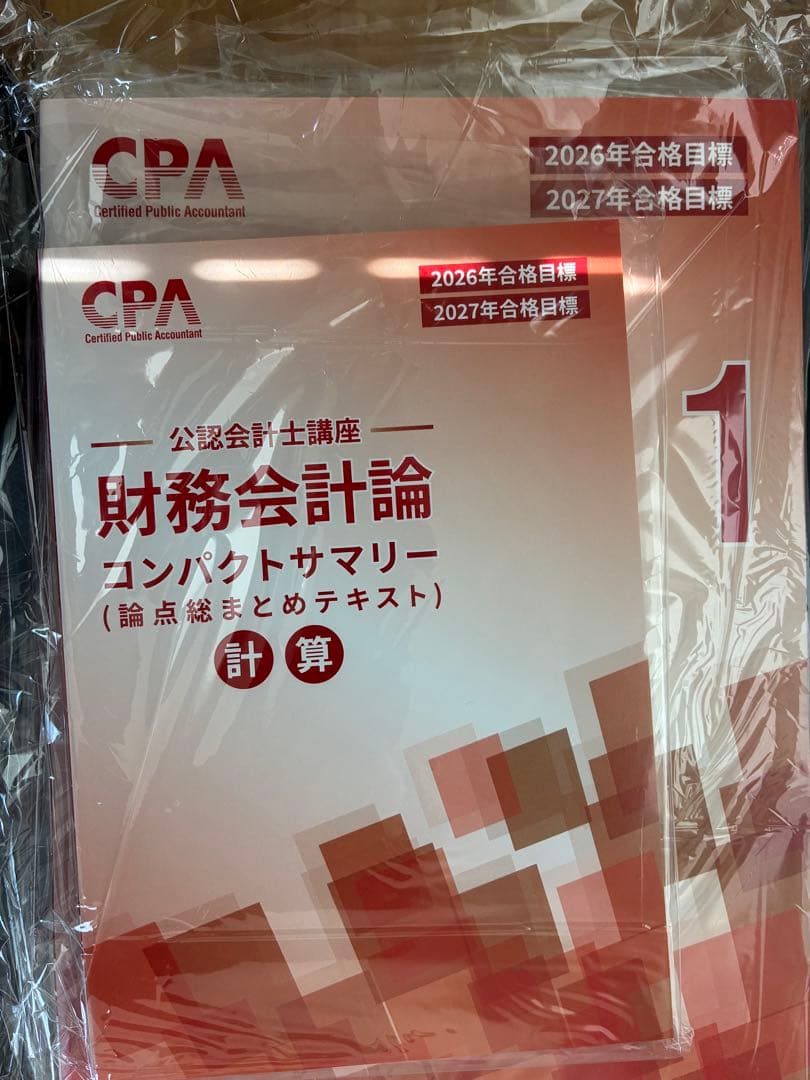 CPA
Certified Public Accountant
2026年合格目標
2027年合格目標
1
CPA
Certified Public Accountant
2026年合格目標
2027年合格目標
公認会計士講座
財務会計論
コンパクトサマリー
(論点総まとめテキスト)
計算